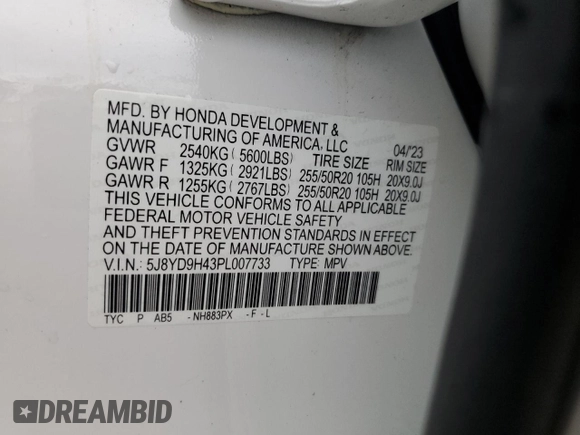 MFD. BY HONDA DEVELOPMENT &
MANUFACTURING OF AMERICA, LLC 04/'23
GVWR 2540KG( 5600LBS) TIRE SIZE RIM SIZE
GAWR F 1325KG( 2921LBS) 255/50R20 105H 20X9.0J
GAWR R 1255KG( 2767LBS) 255/50R20 105H 20X9.0J
THIS VEHICLE CONFORMS TO ALL APPLICABLE
FEDERAL MOTOR VEHICLE SAFETY
AND THEFT PREVENTION STANDARDS IN EFFECT
ON THE DATE OF MANUFACTURE SHOWN ABOVE.
V.I.N.: 5J8YD9H43PL007733 TYPE: MPV
TYC P AB5 - NH883PX - F - L
DREAMBID